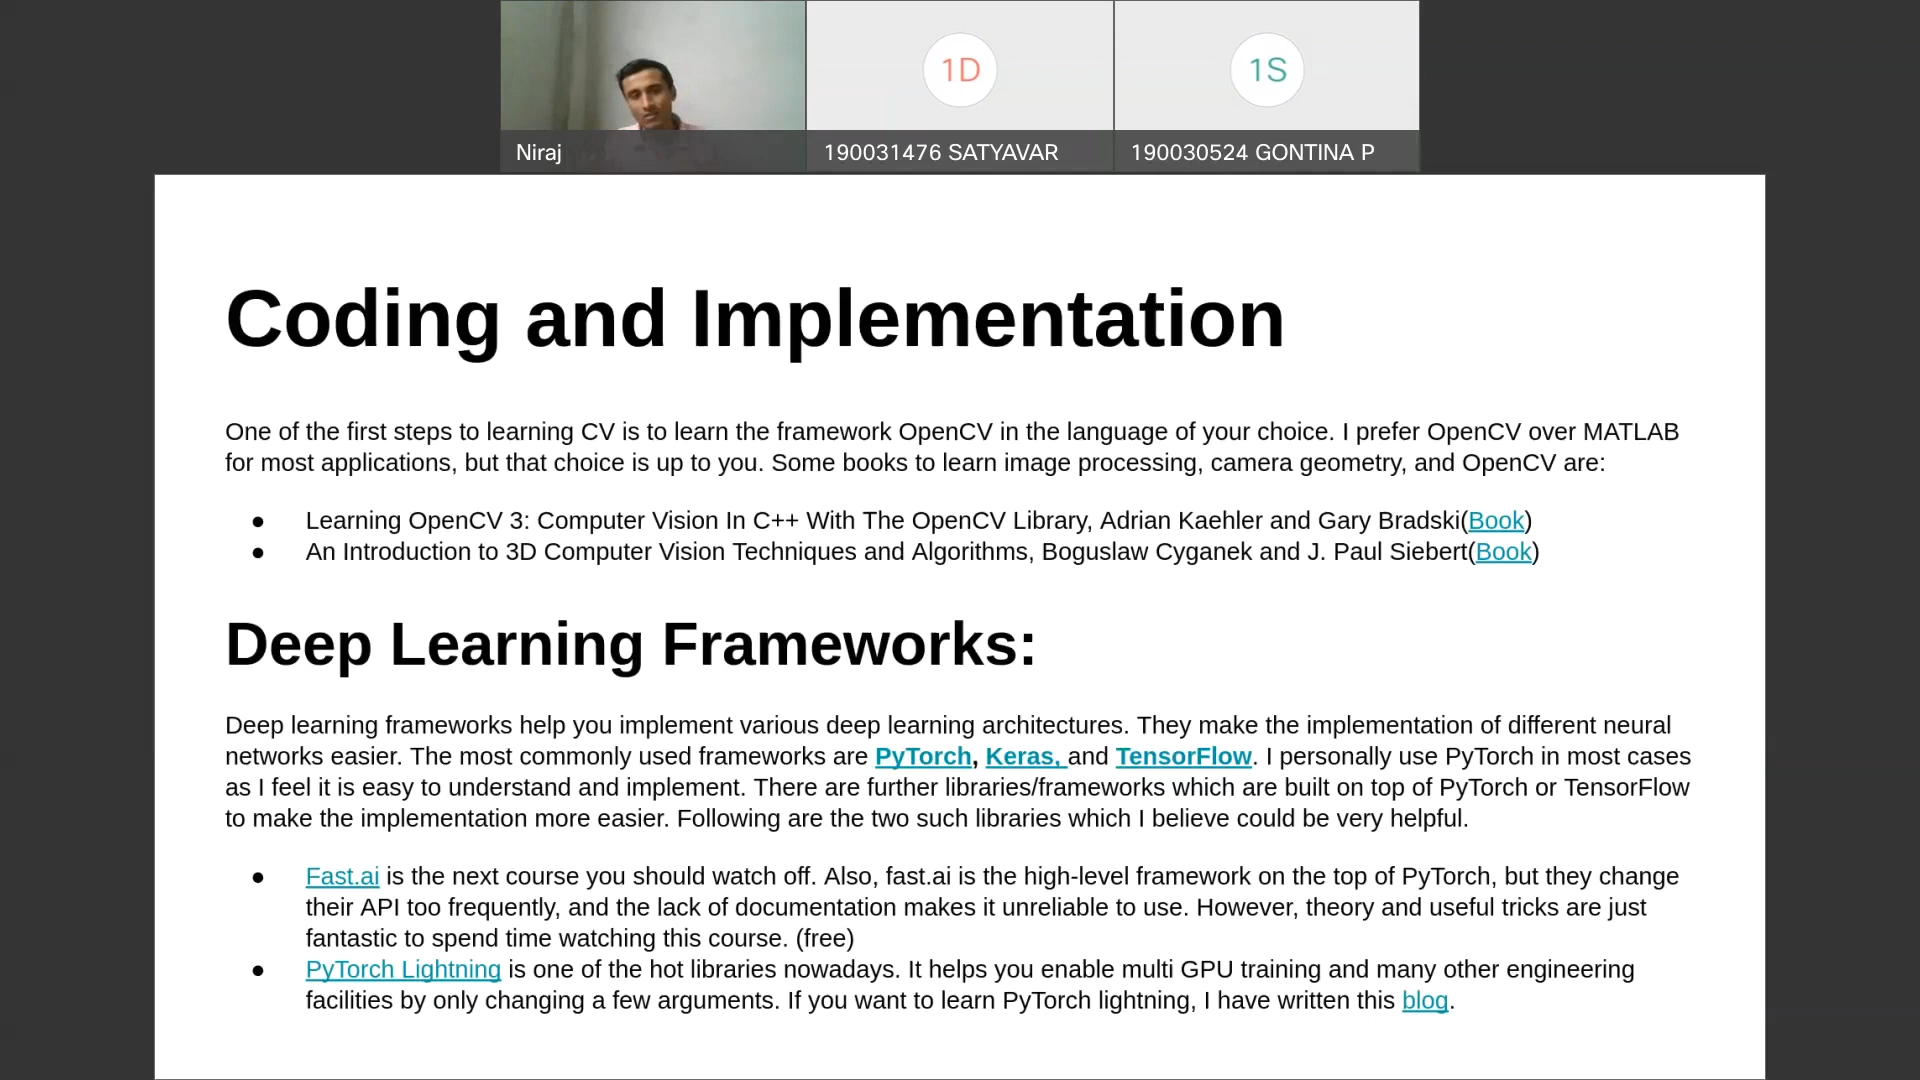 1D
1S
Niraj
190031476 SATYAVAR
190030524 GONTINA P
Coding and Implementation
One of the first steps to learning CV is to learn the framework OpenCV in the language of your choice. I prefer OpenCV over MATLAB
for most applications, but that choice is up to you. Some books to learn image processing, camera geometry, and OpenCV are:
● Learning OpenCV 3: Computer Vision In C++ With The OpenCV Library, Adrian Kaehler and Gary Bradski(Book)
● An Introduction to 3D Computer Vision Techniques and Algorithms, Boguslaw Cyganek and J. Paul Siebert(Book)
Deep Learning Frameworks:
Deep learning frameworks help you implement various deep learning architectures. They make the implementation of different neural
networks easier. The most commonly used frameworks are PyTorch, Keras, and TensorFlow. I personally use PyTorch in most cases
as I feel it is easy to understand and implement. There are further libraries/frameworks which are built on top of PyTorch or TensorFlow
to make the implementation more easier. Following are the two such libraries which I believe could be very helpful.
● Fast.ai is the next course you should watch off. Also, fast.ai is the high-level framework on the top of PyTorch, but they change
their API too frequently, and the lack of documentation makes it unreliable to use. However, theory and useful tricks are just
fantastic to spend time watching this course. (free)
● PyTorch Lightning is one of the hot libraries nowadays. It helps you enable multi GPU training and many other engineering
facilities by only changing a few arguments. If you want to learn PyTorch lightning, I have written this blog.